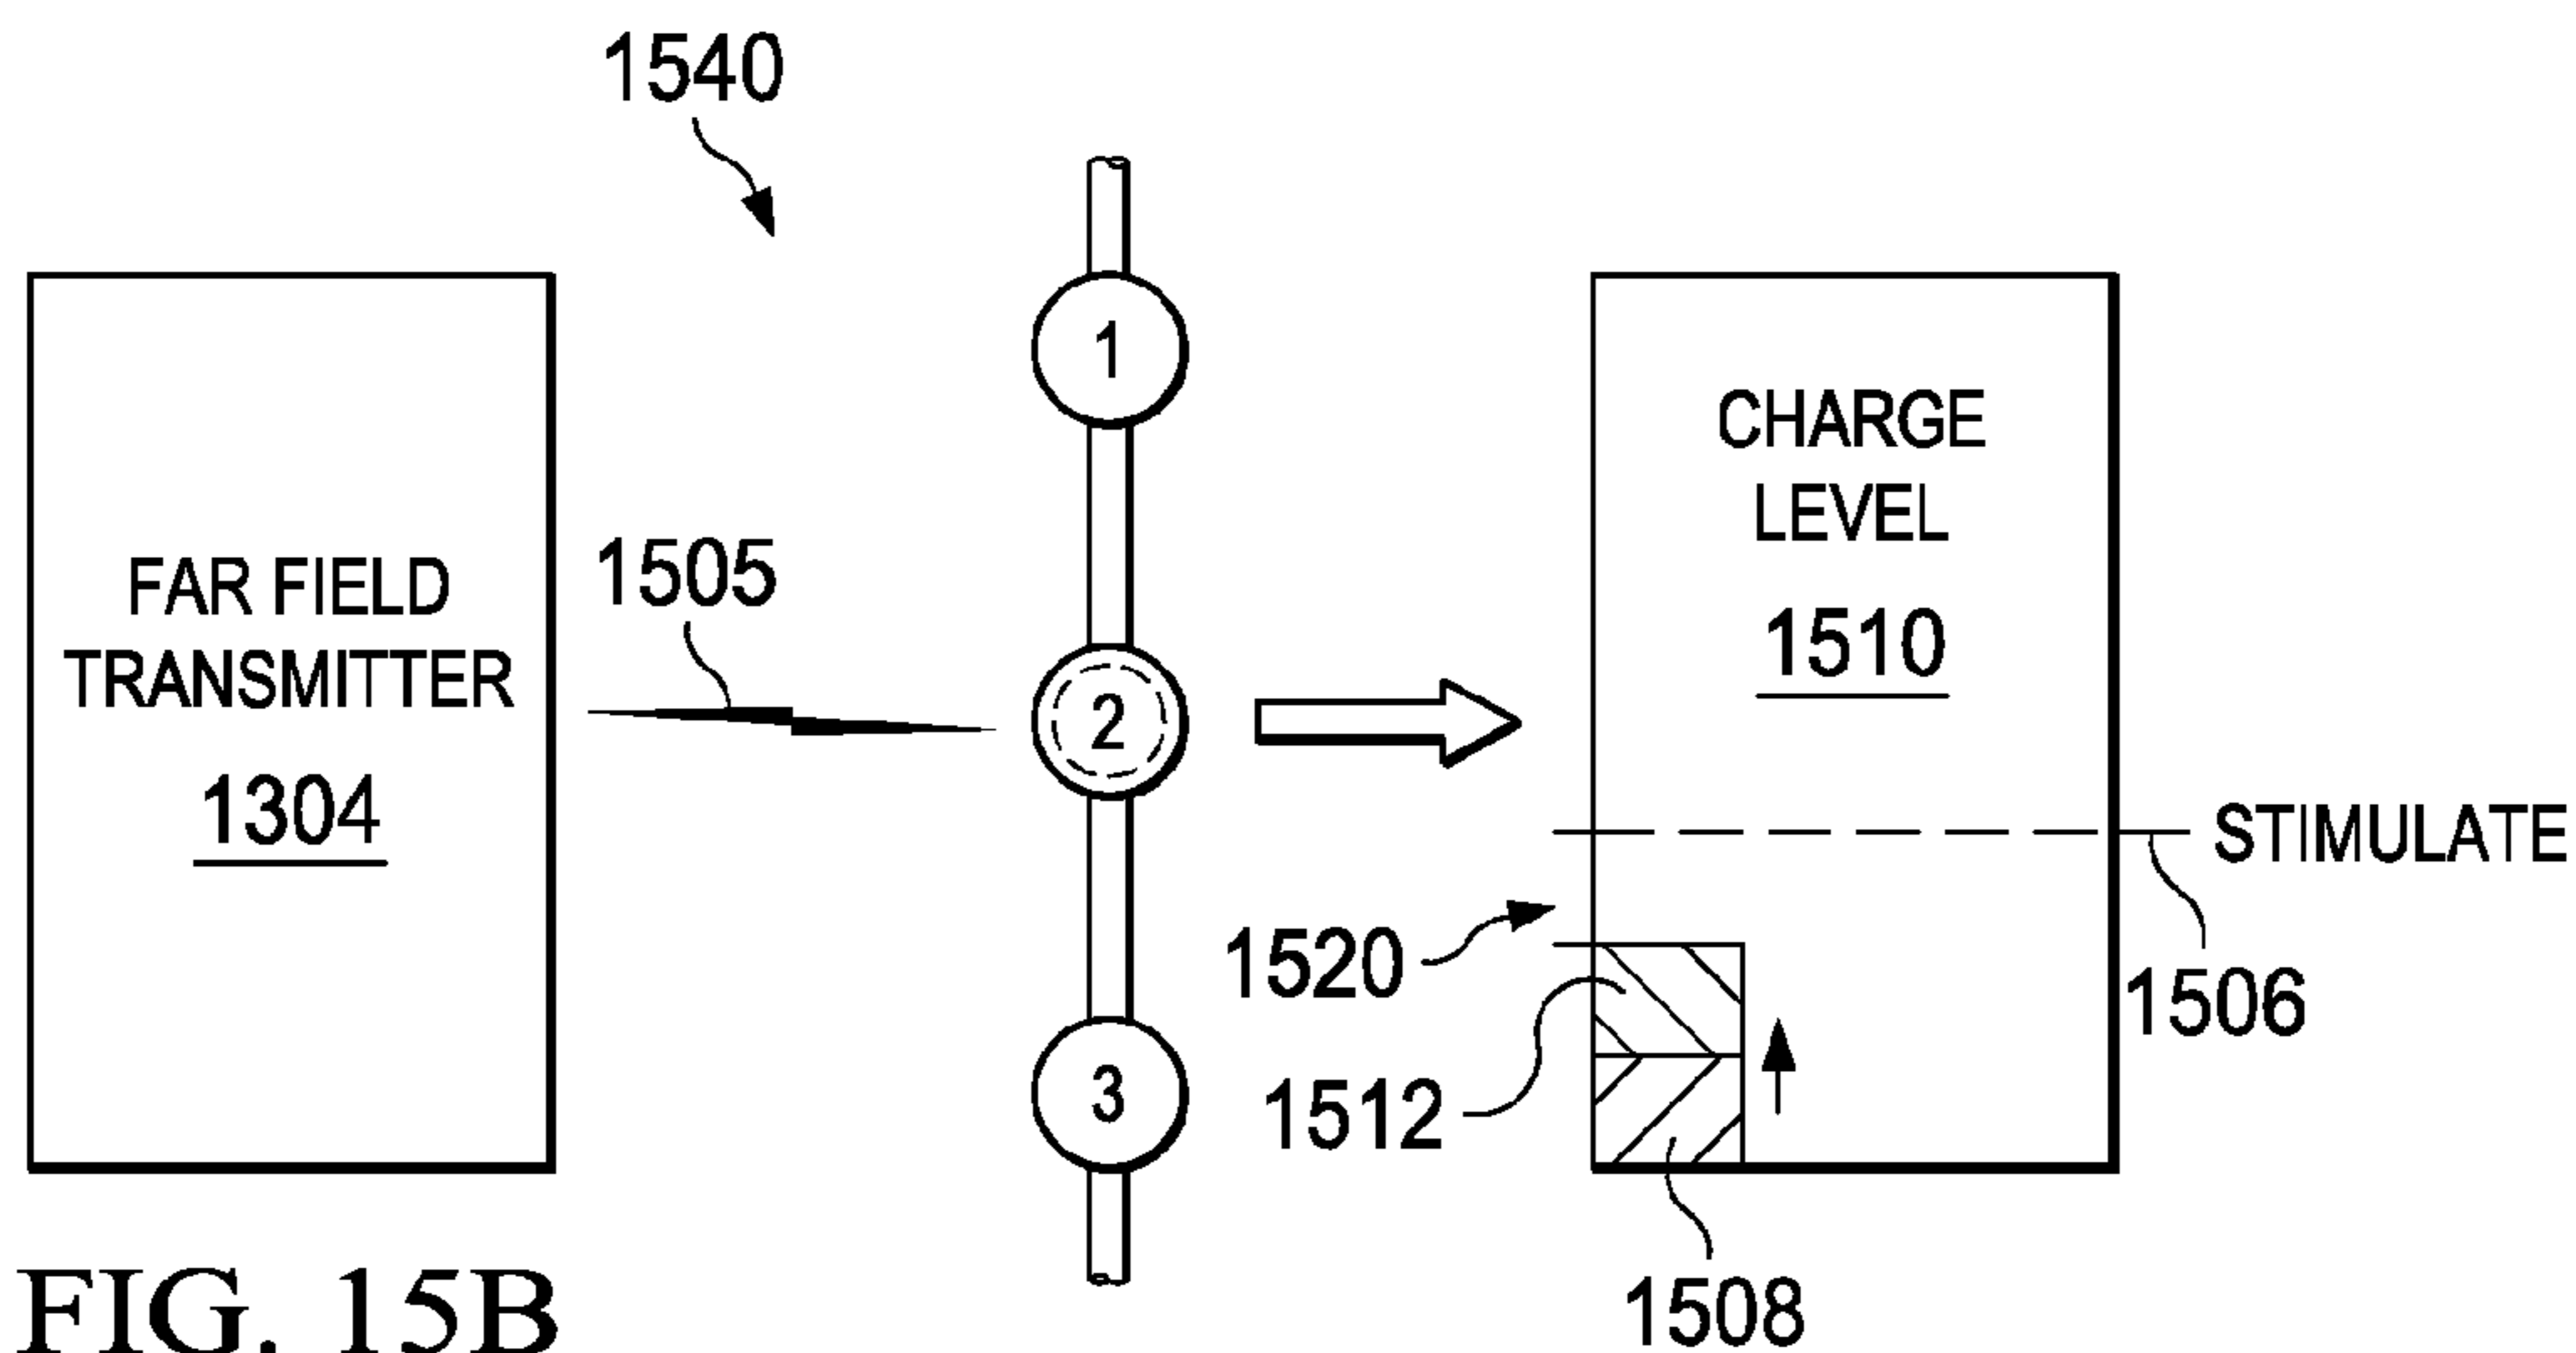 1540
FAR FIELD
TRANSMITTER
1304
1505
1
2
3
CHARGE
LEVEL
1510
STIMULATE
1506
1520
1512
1508
FIG. 15B